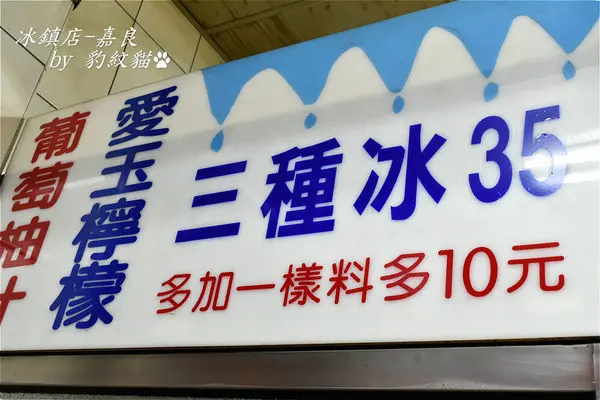 冰鎮店-嘉良
by 豹紋貓
葡萄柚汁
愛玉檸檬
三種冰35
多加一樣料多10元